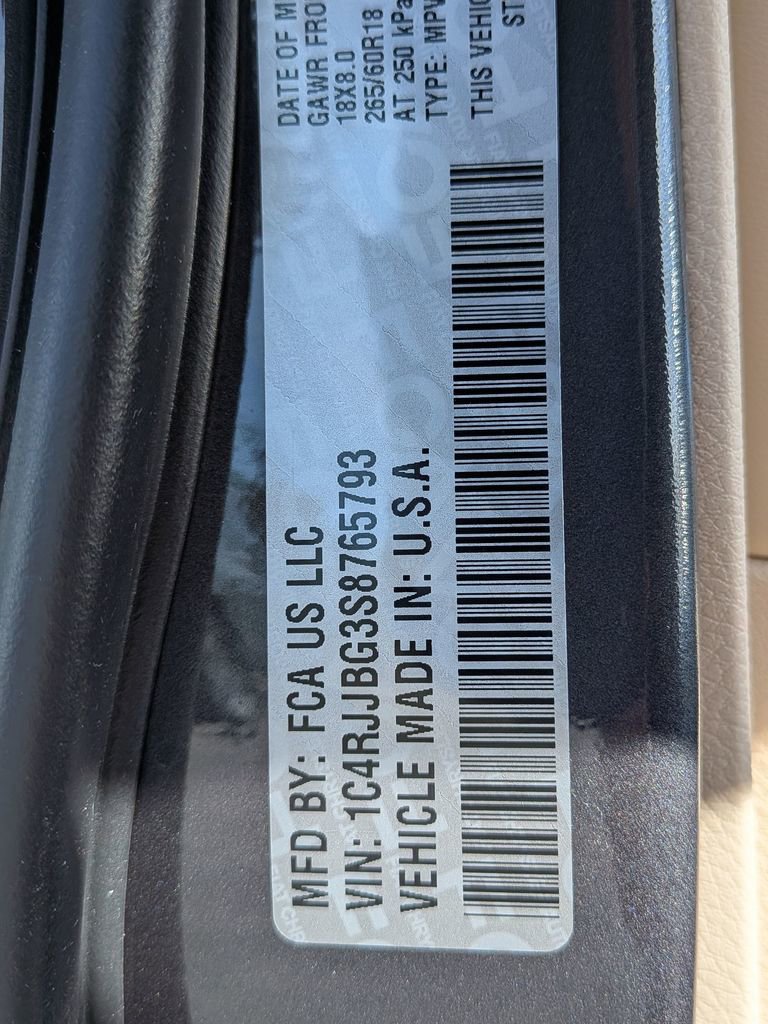 MFD BY: FCA US LLC
VIN: 1C4RJJBG3S8765793
VEHICLE MADE IN: U.S.A.
DATE OF M
GAWR FRO
18X8.0
265/60R18
AT 250 kPa
TYPE: MPV
THIS VEHIC
ST